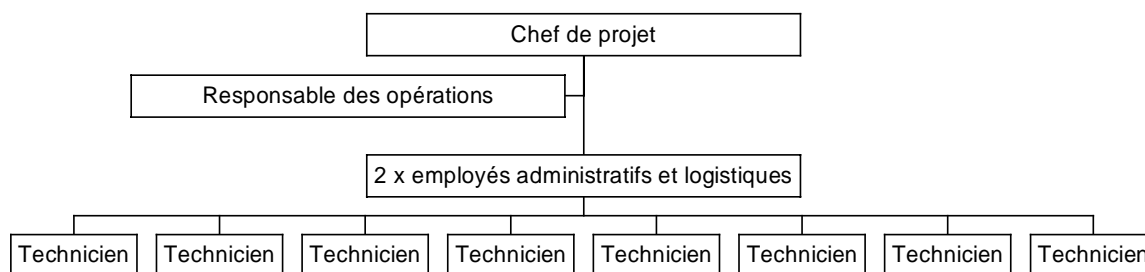 Chef de projet
Responsable des opérations
2 x employés administratifs et logistiques
Technicien Technicien Technicien Technicien Technicien Technicien Technicien Technicien